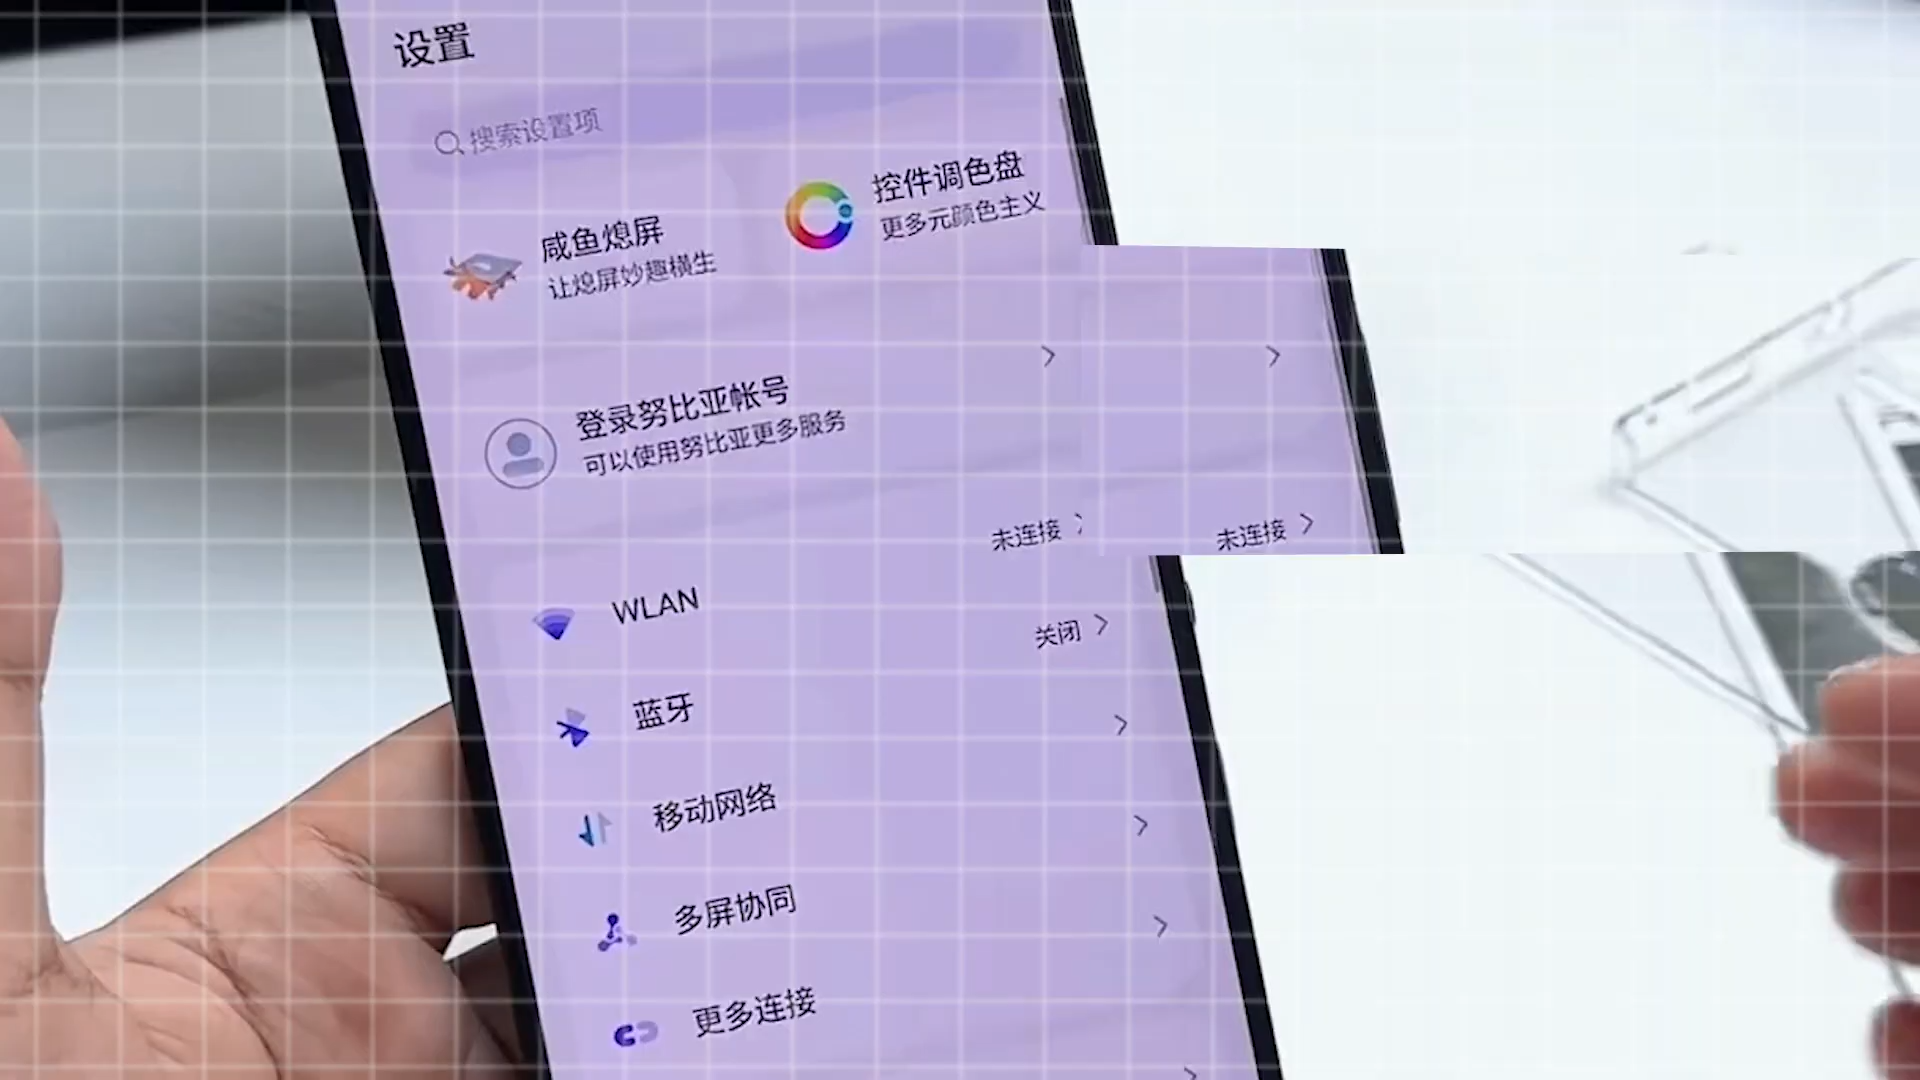 设置
搜索设置项
咸鱼熄屏
让熄屏妙趣横生
控件调色盘
更多元颜色主义
登录努比亚帐号
可以使用努比亚更多服务
WLAN
未连接
未连接
蓝牙
关闭
移动网络
多屏协同
更多连接